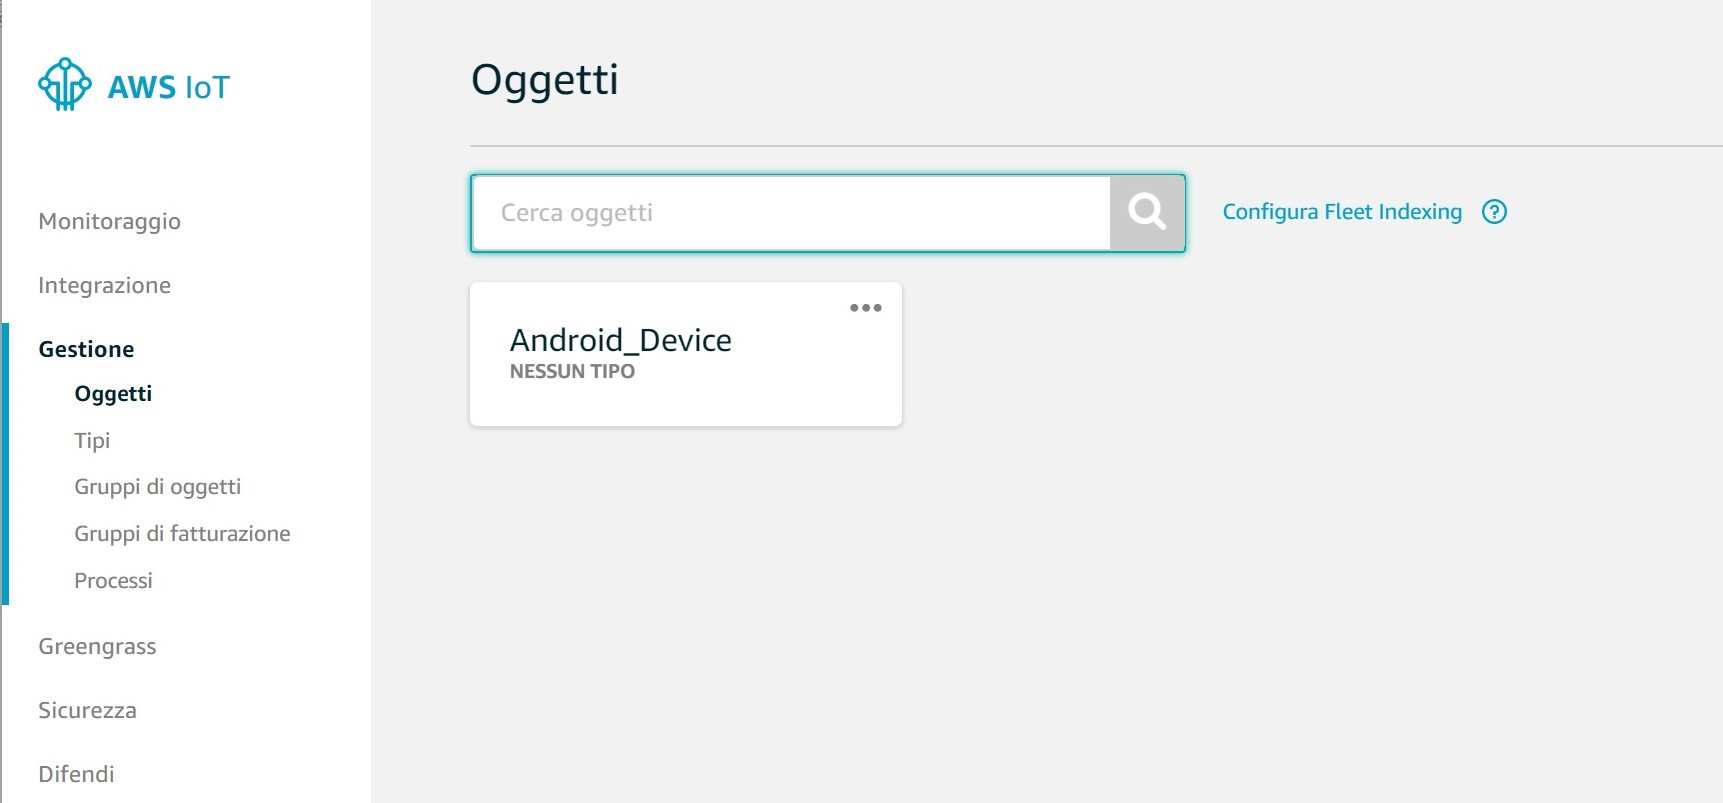 AWS IoT
Monitoraggio
Integrazione
Gestione
Oggetti
Tipi
Gruppi di oggetti
Gruppi di fatturazione
Processi
Greengrass
Sicurezza
Difendi
Oggetti
Cerca oggetti
Configura Fleet Indexing ?
Android_Device
NESSUN TIPO